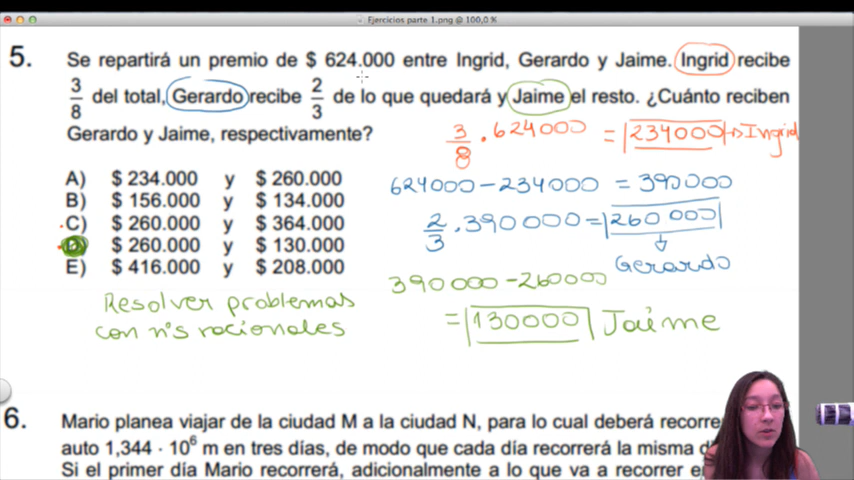 Ejercicios parte 1.png @ 100,0 %
5. Se repartirá un premio de $ 624.000 entre Ingrid, Gerardo y Jaime. Ingrid recibe
3/8 del total, Gerardo recibe 2/3 de lo que quedará y Jaime el resto. ¿Cuánto reciben
Gerardo y Jaime, respectivamente?
3/8 . 624000 = 234000 → Ingrid
A) $ 234.000 y $ 260.000
624000 - 234000 = 390000
B) $ 156.000 y $ 134.000
2/3 . 390000 = 260000
C) $ 260.000 y $ 364.000
D) $ 260.000 y $ 130.000
Gerardo
E) $ 416.000 y $ 208.000
390000 - 260000
Resolver problemas
= 130000 Jaime
con n's racionales
6. Mario planea viajar de la ciudad M a la ciudad N, para lo cual deberá recorre
auto 1,344 · 10⁶ m en tres días, de modo que cada día recorrerá la misma
Si el primer día Mario recorrerá, adicionalmente a lo que va a recorrer